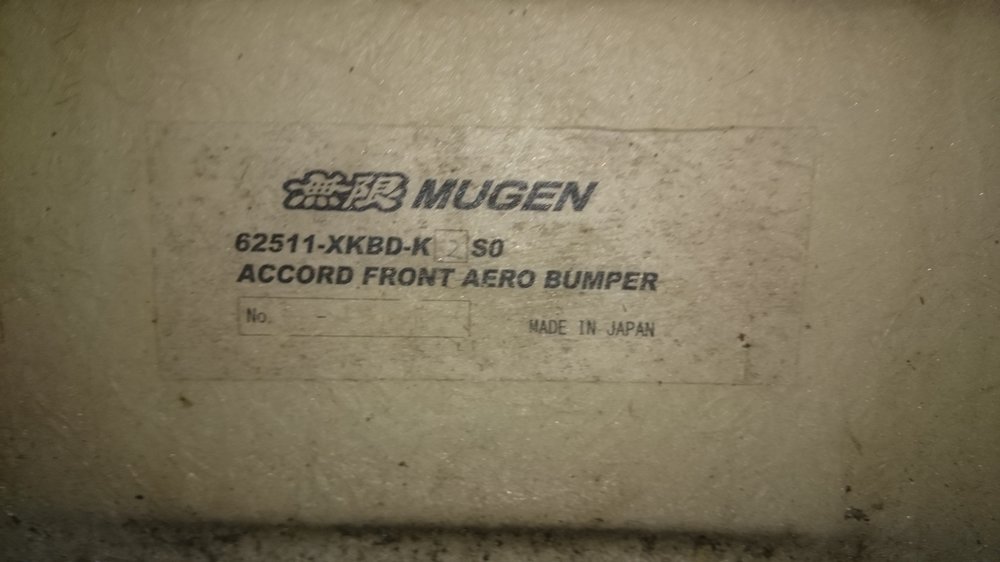 無限 MUGEN
62511-XKBD-K2S0
ACCORD FRONT AERO BUMPER
No. -
MADE IN JAPAN